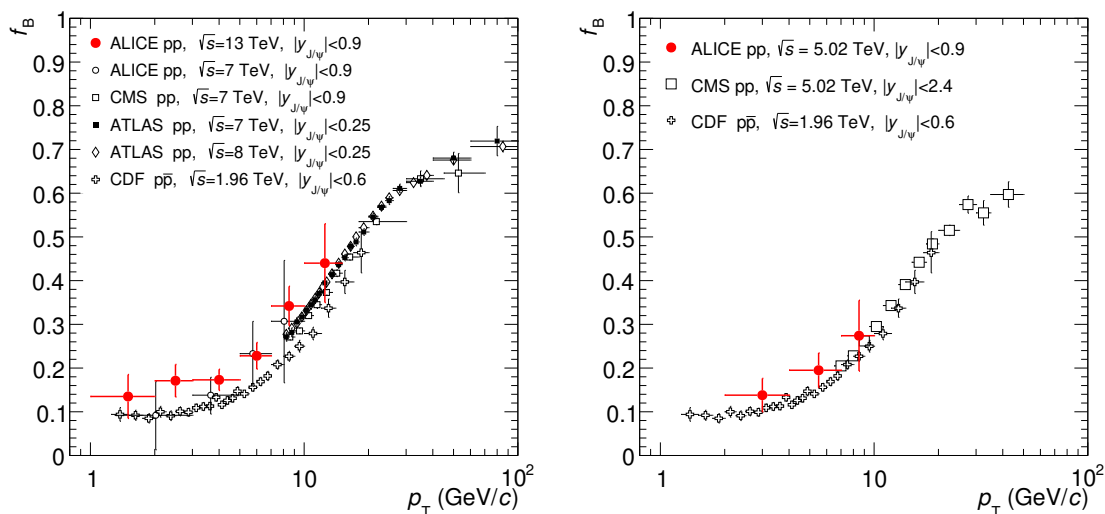 f_B
1
0.9
0.8
0.7
0.6
0.5
0.4
0.3
0.2
0.1
0
ALICE pp, √s=13 TeV, |y_J/ψ|<0.9
ALICE pp, √s=7 TeV, |y_J/ψ|<0.9
CMS pp, √s=7 TeV, |y_J/ψ|<0.9
ATLAS pp, √s=7 TeV, |y_J/ψ|<0.25
ATLAS pp, √s=8 TeV, |y_J/ψ|<0.25
CDF pp̅, √s=1.96 TeV, |y_J/ψ|<0.6
1 10 10²
p_T (GeV/c)
f_B
1
0.9
0.8
0.7
0.6
0.5
0.4
0.3
0.2
0.1
0
ALICE pp, √s = 5.02 TeV, |y_J/ψ|<0.9
CMS pp, √s = 5.02 TeV, |y_J/ψ|<2.4
CDF pp̅, √s=1.96 TeV, |y_J/ψ|<0.6
1 10 10²
p_T (GeV/c)